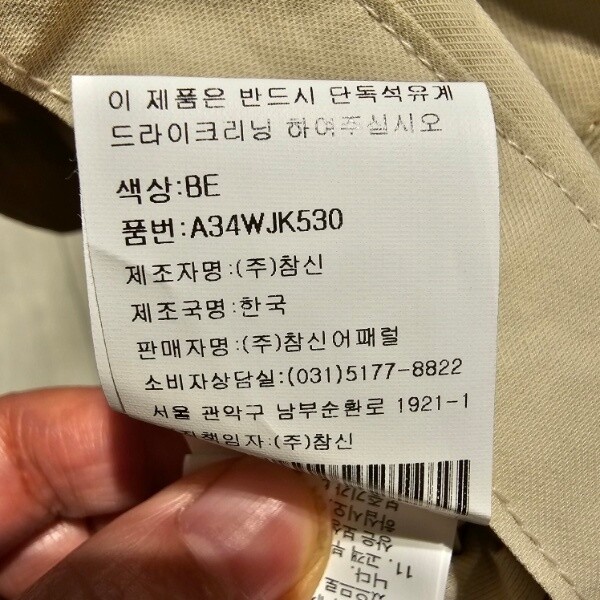 이 제품은 반드시 단독석유계
드라이크리닝 하여주십시오
색상:BE
품번:A34WJK530
제조자명:(주)참신
제조국명:한국
판매자명:(주)참신어패럴
소비자상담실:(031)5177-8822
서울 관악구 남부순환로 1921-1
책임자:(주)참신
11. 고객